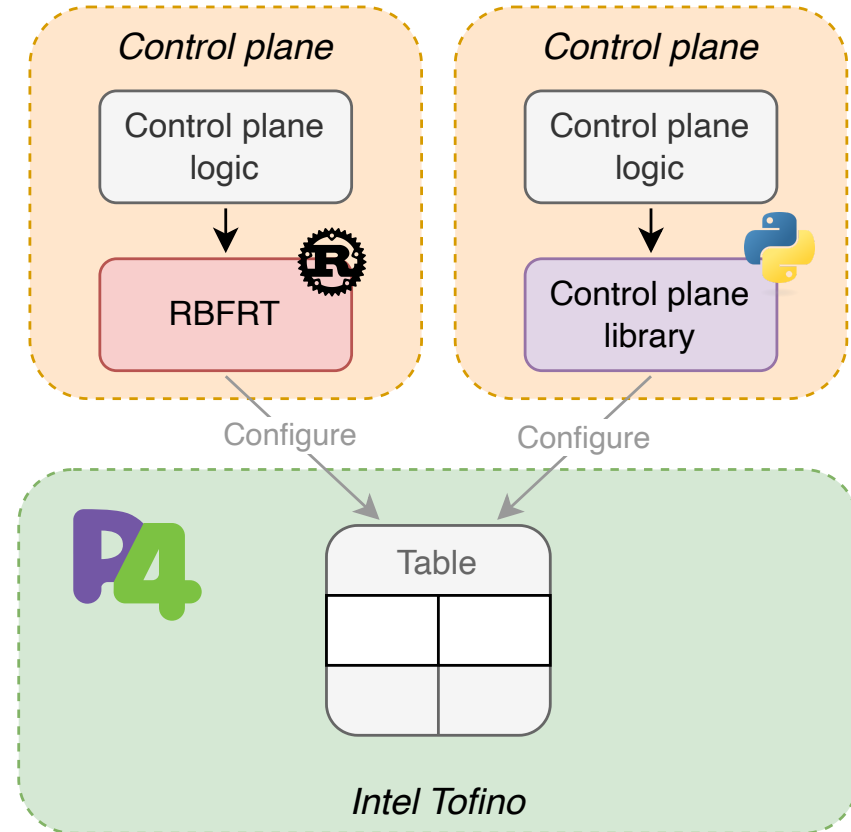 Control plane
Control plane
logic
R
RBFRT
Configure
Control plane
Control plane
logic
Control plane
library
Configure
P4
Table
Intel Tofino